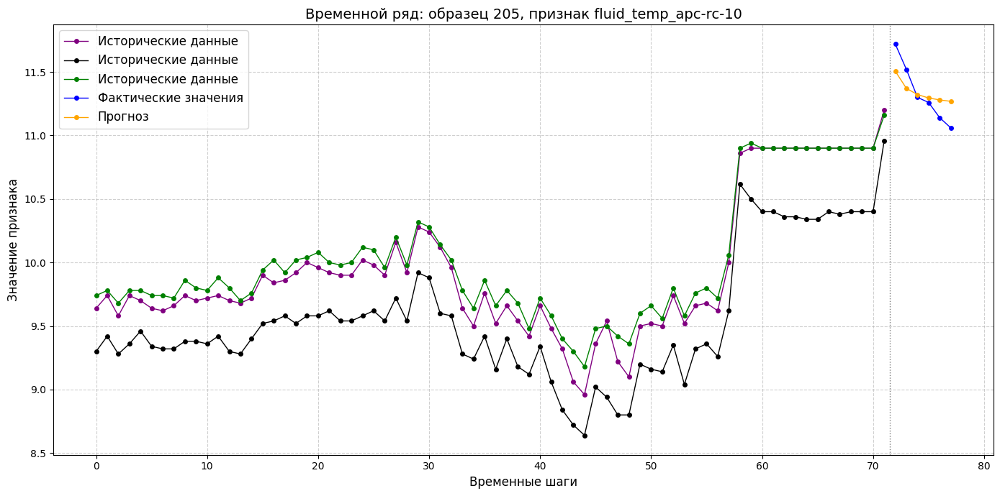 Временной ряд: образец 205, признак fluid_temp_apc-rc-10
Исторические данные
Исторические данные
Исторические данные
Фактические значения
Прогноз
Значение признака
11.5
11.0
10.5
10.0
9.5
9.0
8.5
0 10 20 30 40 50 60 70 80
Временные шаги